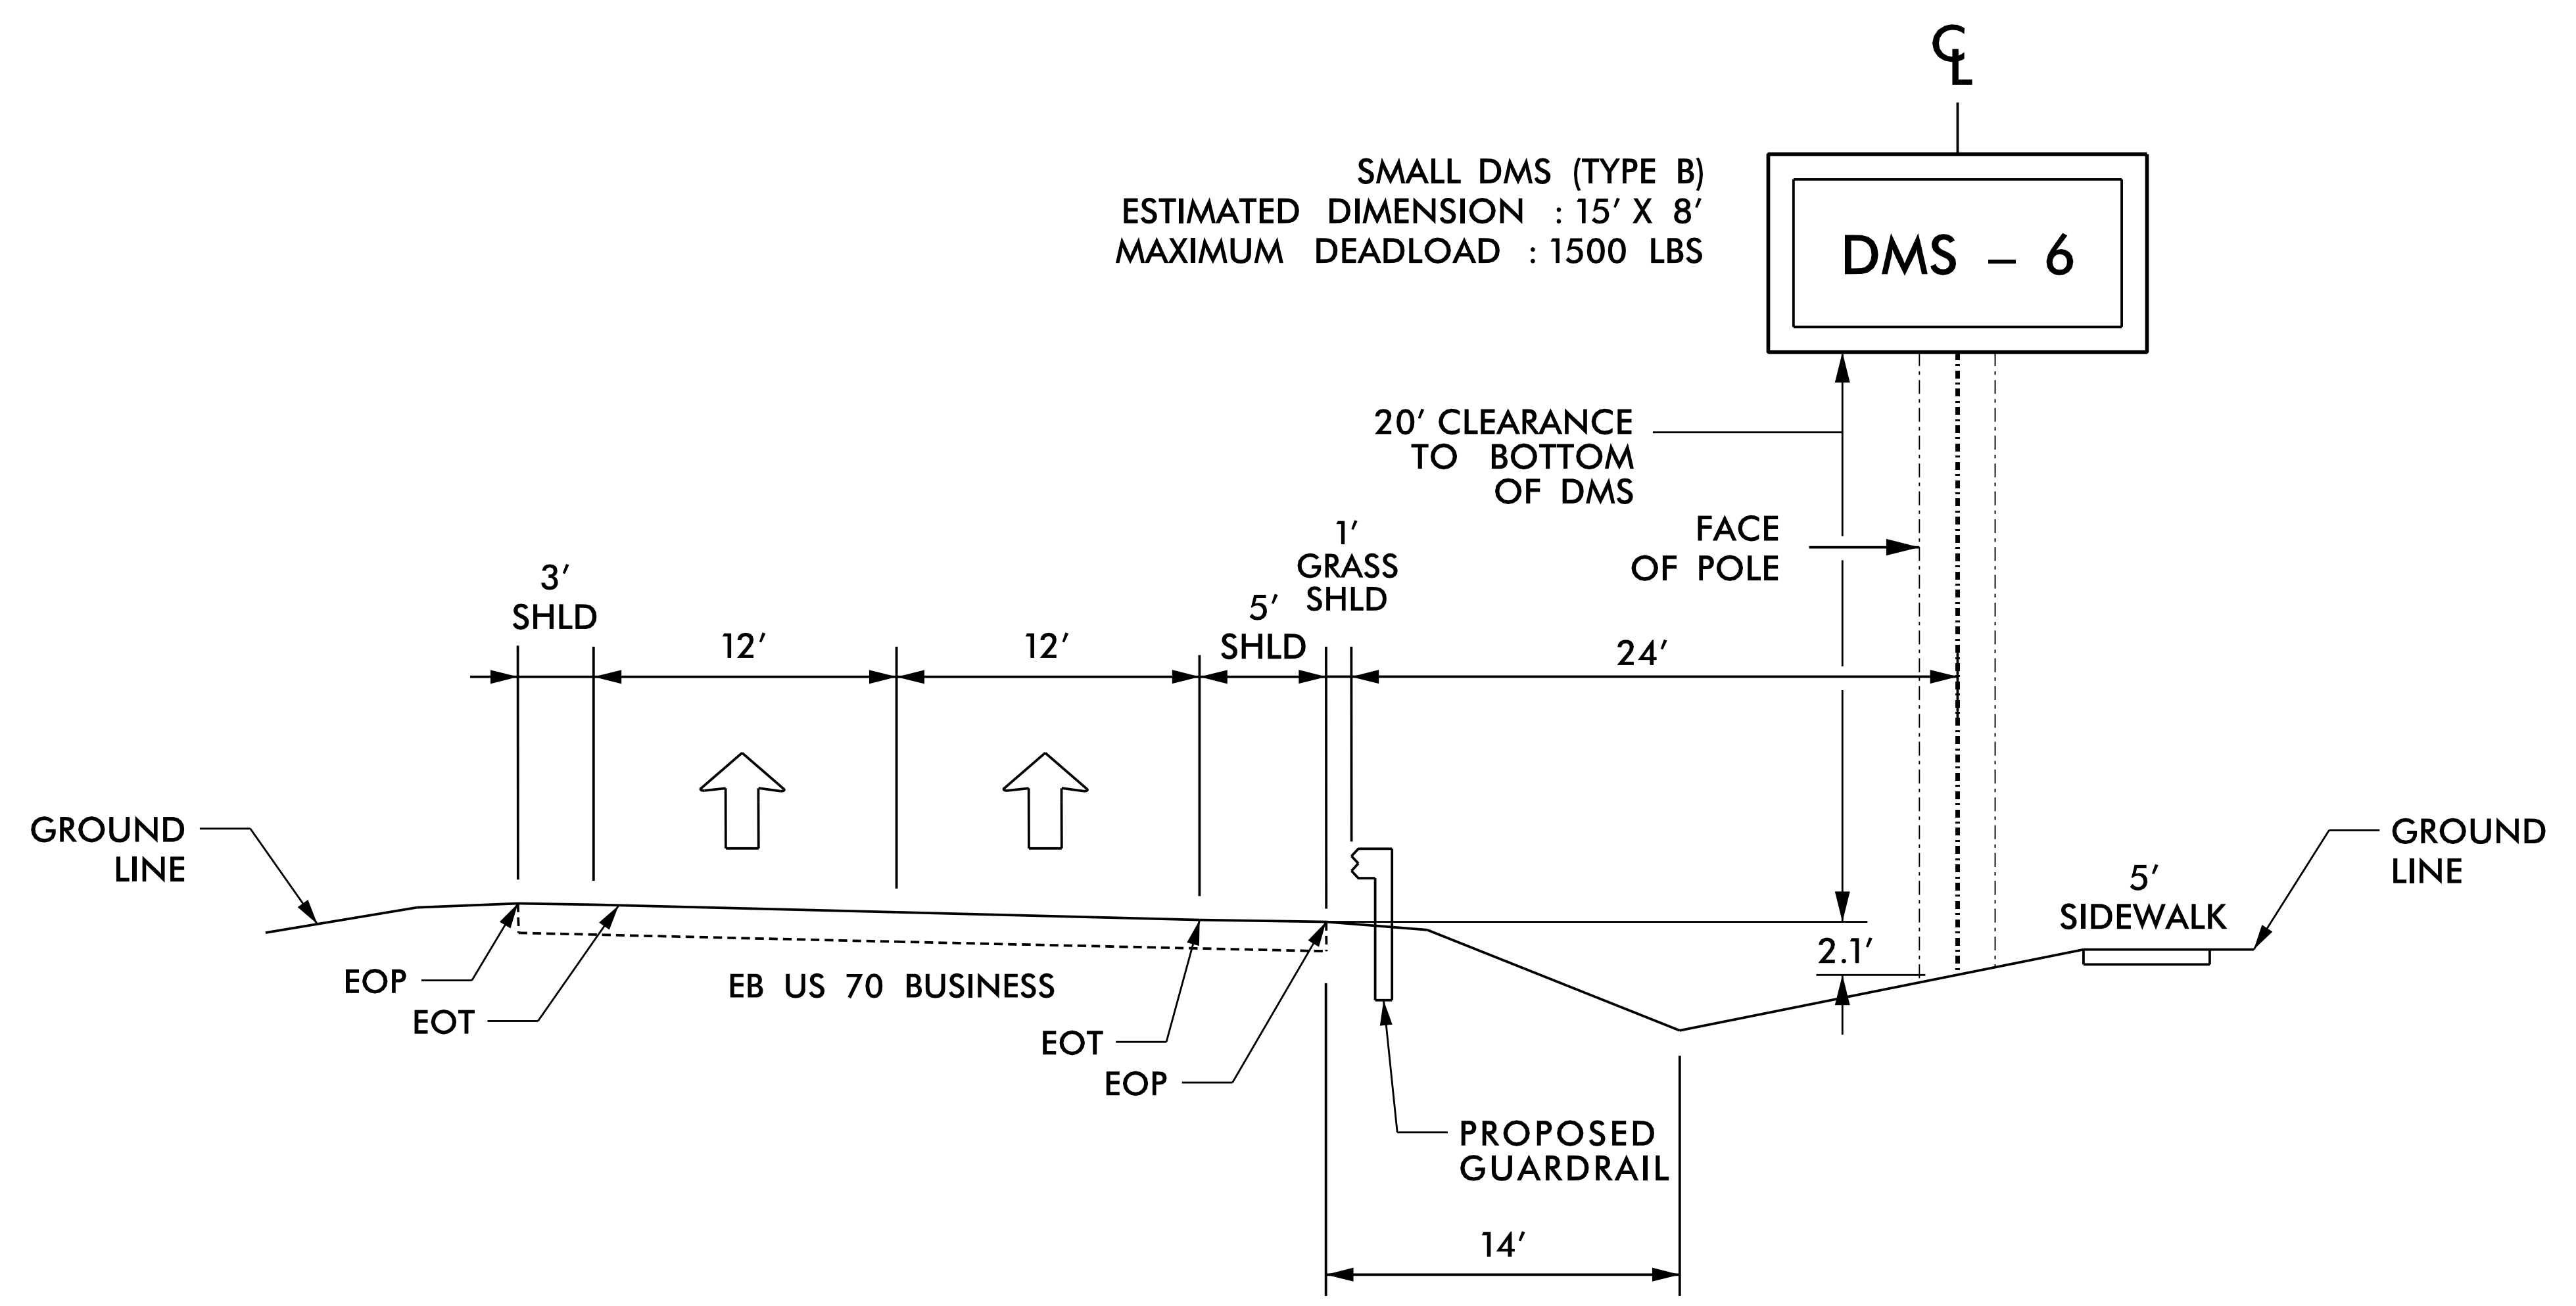 ℄
SMALL DMS (TYPE B)
ESTIMATED DIMENSION : 15' X 8'
MAXIMUM DEADLOAD : 1500 LBS
DMS – 6
20' CLEARANCE
TO BOTTOM
OF DMS
FACE
OF POLE
1'
GRASS
SHLD
3'
SHLD
12'
12'
5'
SHLD
24'
GROUND
LINE
GROUND
LINE
5'
SIDEWALK
2.1'
EOP
EOT
EB US 70 BUSINESS
EOT
EOP
PROPOSED
GUARDRAIL
14'